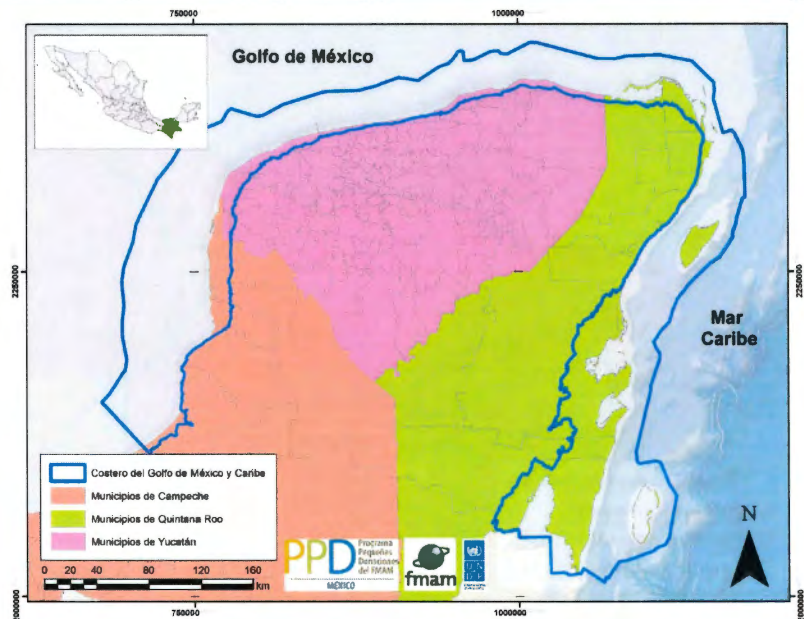 750000
1000000
Golfo de México
2250000
2250000
Mar
Caribe
Costero del Golfo de México y Caribe
Municipios de Campeche
Municipios de Quintana Roo
Municipios de Yucatán
0 20 40 80 120 160
km
PPD
Programa
Pequeñas
Donaciones
del FMAM
MÉXICO
fmam
N
2000000
2000000
750000
1000000